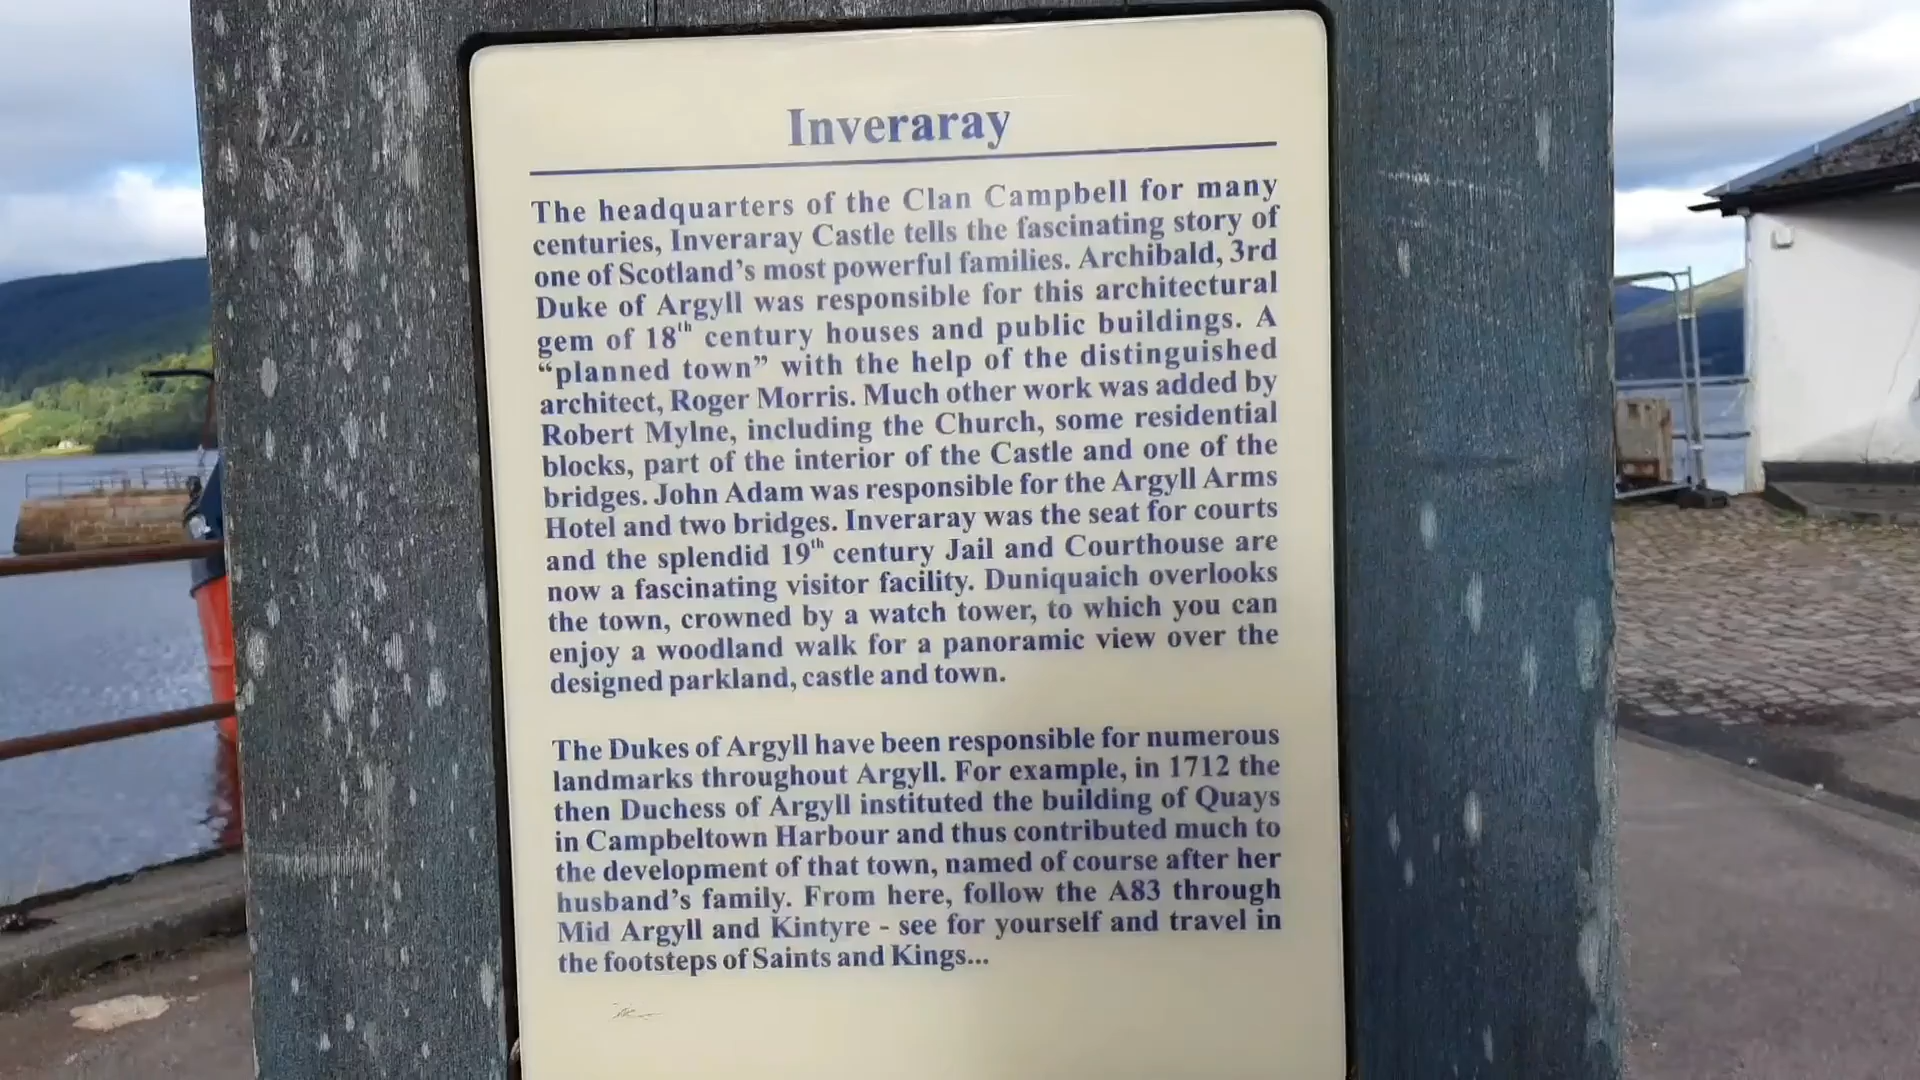 Inveraray
The headquarters of the Clan Campbell for many
centuries, Inveraray Castle tells the fascinating story of
one of Scotland's most powerful families. Archibald, 3rd
Duke of Argyll was responsible for this architectural
gem of 18th century houses and public buildings. A
“planned town” with the help of the distinguished
architect, Roger Morris. Much other work was added by
Robert Mylne, including the Church, some residential
blocks, part of the interior of the Castle and one of the
bridges. John Adam was responsible for the Argyll Arms
Hotel and two bridges. Inveraray was the seat for courts
and the splendid 19th century Jail and Courthouse are
now a fascinating visitor facility. Duniquaich overlooks
the town, crowned by a watch tower, to which you can
enjoy a woodland walk for a panoramic view over the
designed parkland, castle and town.
The Dukes of Argyll have been responsible for numerous
landmarks throughout Argyll. For example, in 1712 the
then Duchess of Argyll instituted the building of Quays
in Campbeltown Harbour and thus contributed much to
the development of that town, named of course after her
husband's family. From here, follow the A83 through
Mid Argyll and Kintyre - see for yourself and travel in
the footsteps of Saints and Kings...